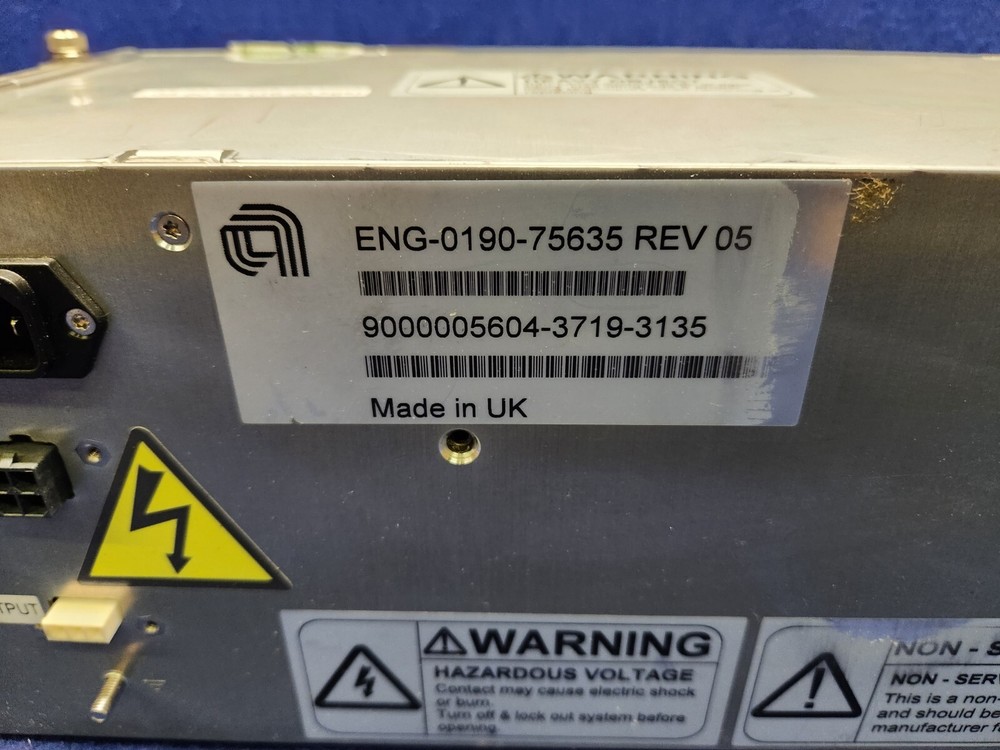 ENG-0190-75635 REV 05
9000005604-3719-3135
Made in UK
WARNING
HAZARDOUS VOLTAGE
Contact may cause electric shock
or burn.
Turn off & lock out system before
opening.
NON - S
NON - SERV
This is a non-
and should be
manufacturer f
TPUT